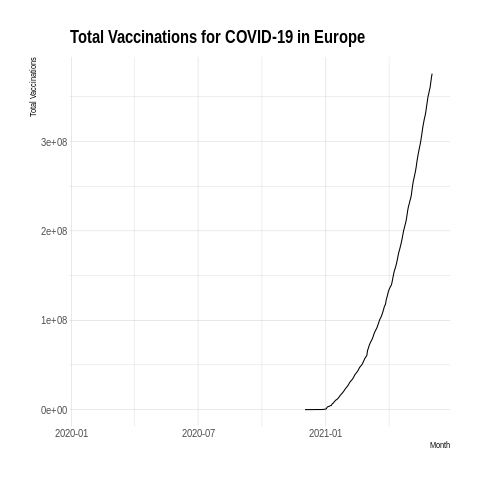 Total Vaccinations for COVID-19 in Europe
Total Vaccinations
3e+08
2e+08
1e+08
0e+00
2020-01 2020-07 2021-01
Month